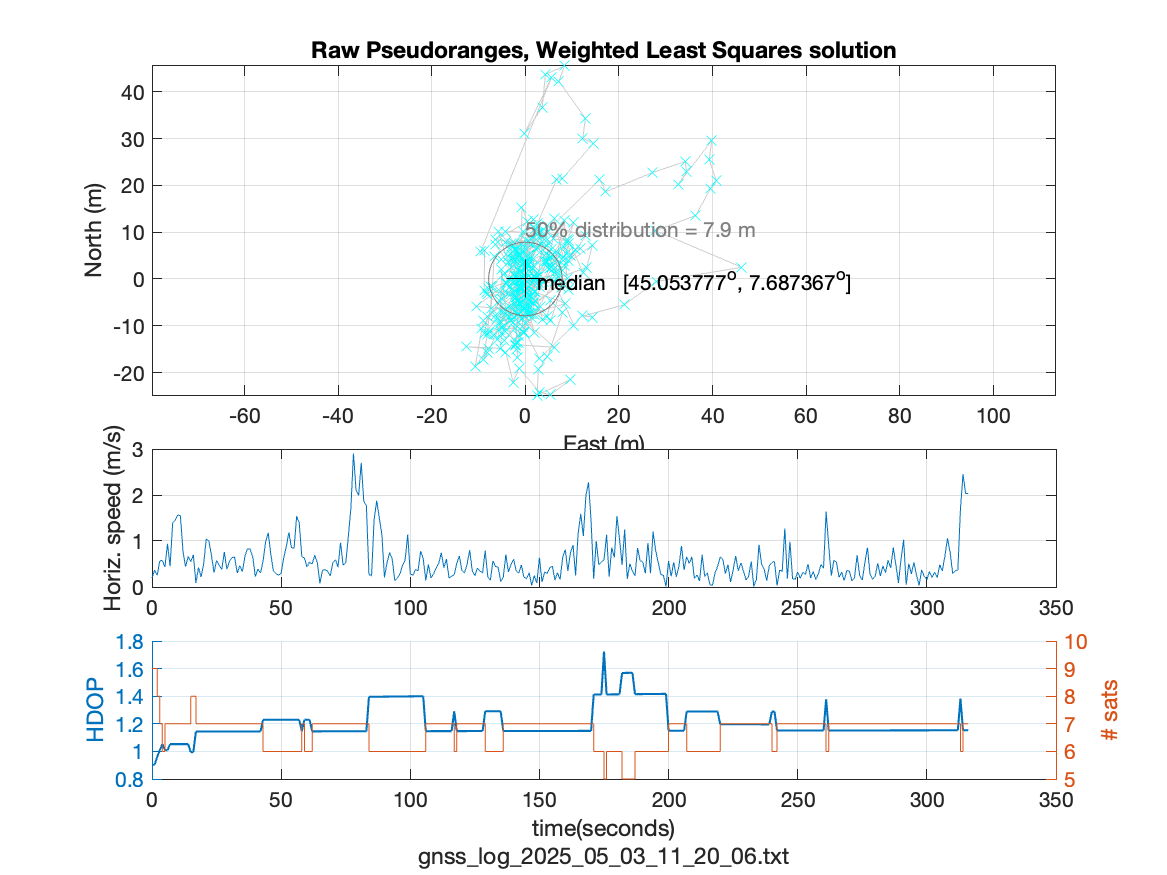 Raw Pseudoranges, Weighted Least Squares solution
North (m)
40
30
20
10
0
-10
-20
50% distribution = 7.9 m
median [45.053777°, 7.687367°]
-60 -40 -20 0 20 40 60 80 100
East (m)
Horiz. speed (m/s)
3
2
1
0
0 50 100 150 200 250 300 350
HDOP
1.8
1.6
1.4
1.2
1
0.8
10
9
8
7
6
5
# sats
0 50 100 150 200 250 300 350
time(seconds)
gnss_log_2025_05_03_11_20_06.txt